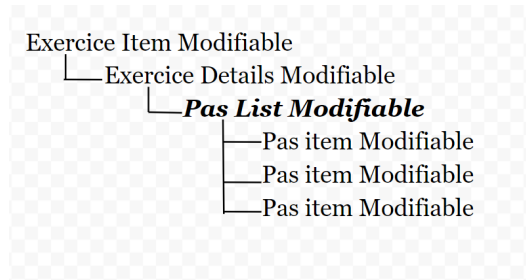 Exercice Item Modifiable
Exercice Details Modifiable
Pas List Modifiable
Pas item Modifiable
Pas item Modifiable
Pas item Modifiable